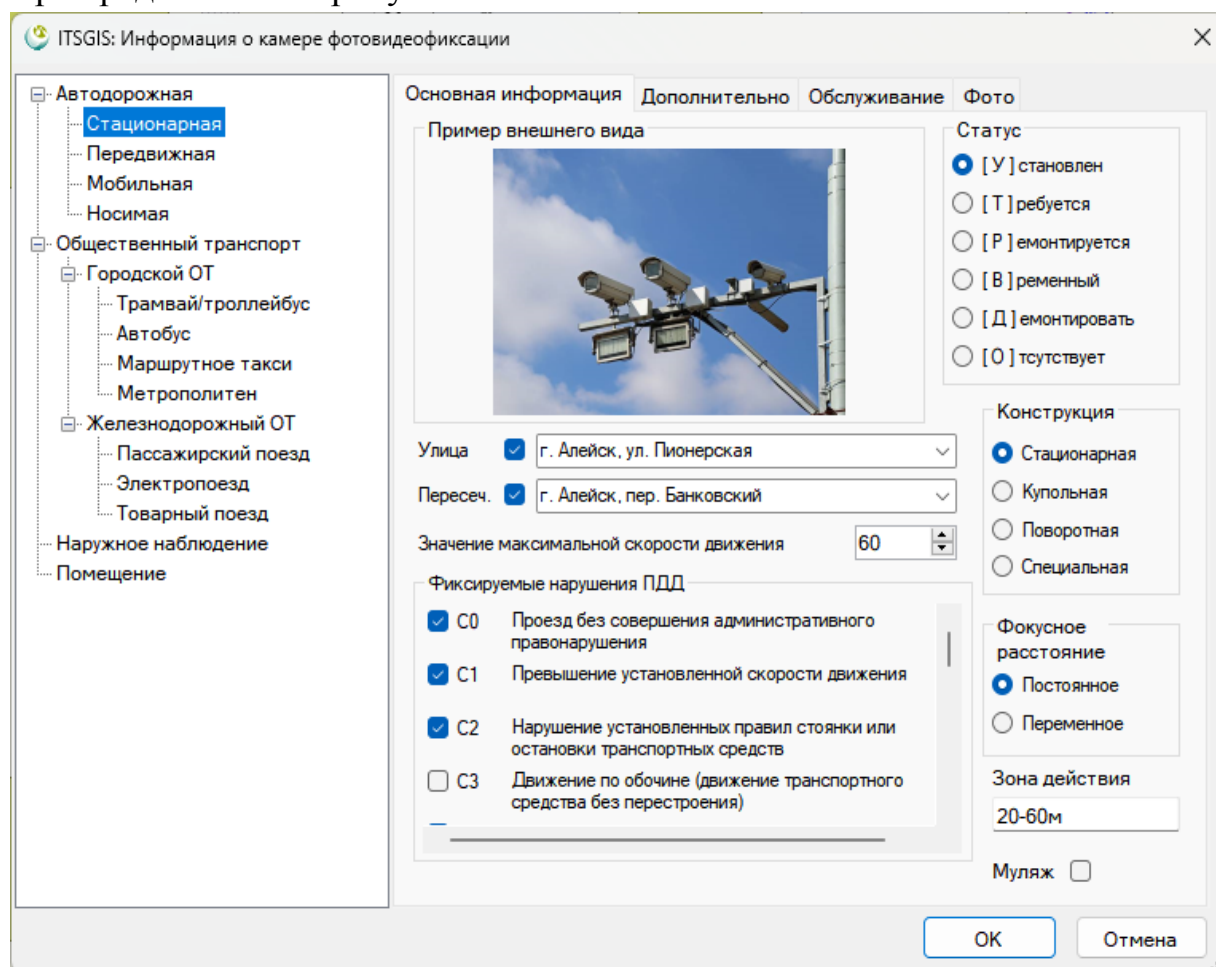 ITSGIS: Информация о камере фотовидеофиксации
Автодорожная
Стационарная
Передвижная
Мобильная
Носимая
Общественный транспорт
Городской ОТ
Трамвай/троллейбус
Автобус
Маршрутное такси
Метрополитен
Железнодорожный ОТ
Пассажирский поезд
Электропоезд
Товарный поезд
Наружное наблюдение
Помещение
Основная информация Дополнительно Обслуживание Фото
Пример внешнего вида
Статус
[ У ] становлен
[ Т ] ребуется
[ Р ] емонтируется
[ В ] ременный
[ Д ] емонтировать
[ О ] тсутствует
Улица г. Алейск, ул. Пионерская
Пересеч. г. Алейск, пер. Банковский
Значение максимальной скорости движения 60
Фиксируемые нарушения ПДД
C0 Проезд без совершения административного
правонарушения
C1 Превышение установленной скорости движения
C2 Нарушение установленных правил стоянки или
остановки транспортных средств
C3 Движение по обочине (движение транспортного
средства без перестроения)
Конструкция
Стационарная
Купольная
Поворотная
Специальная
Фокусное
расстояние
Постоянное
Переменное
Зона действия
20-60м
Муляж
OK Отмена